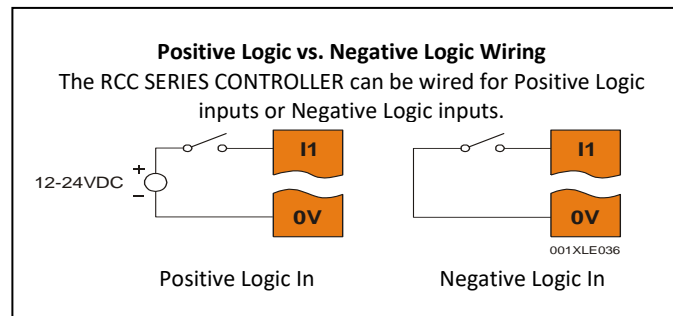 Positive Logic vs. Negative Logic Wiring
The RCC SERIES CONTROLLER can be wired for Positive Logic
inputs or Negative Logic inputs.
I1
I1
+
12-24VDC
–
0V
0V
001XLE036
Positive Logic In
Negative Logic In